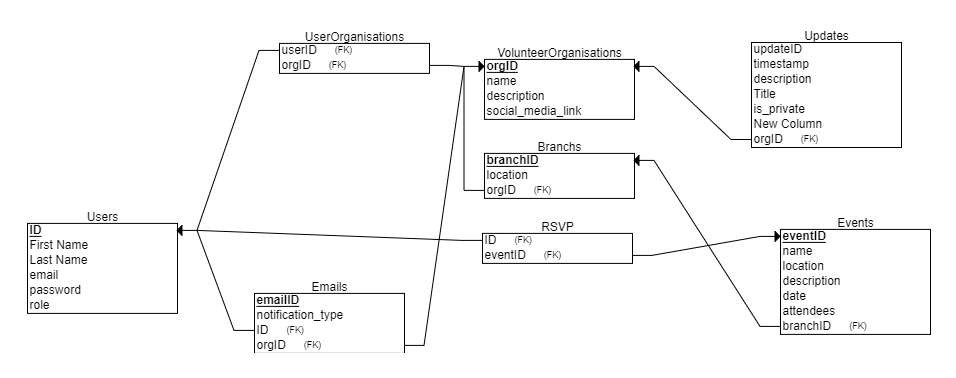 UserOrganisations
userID (FK)
orgID (FK)
VolunteerOrganisations
orgID
name
description
social_media_link
Updates
updateID
timestamp
description
Title
is_private
New Column
orgID (FK)
Branchs
branchID
location
orgID (FK)
Users
ID
First Name
Last Name
email
password
role
RSVP
ID (FK)
eventID (FK)
Events
eventID
name
location
description
date
attendees
branchID (FK)
Emails
emailID
notification_type
ID (FK)
orgID (FK)